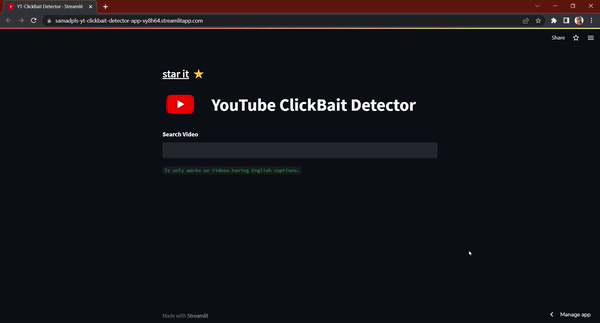 YT-ClickBait Detector · Streamlit
samadpls-yt-clickbait-detector-app-vy8h64.streamlitapp.com
Share
star it
YouTube ClickBait Detector
Search Video
It only works on Videos having English captions.
Made with Streamlit
Manage app